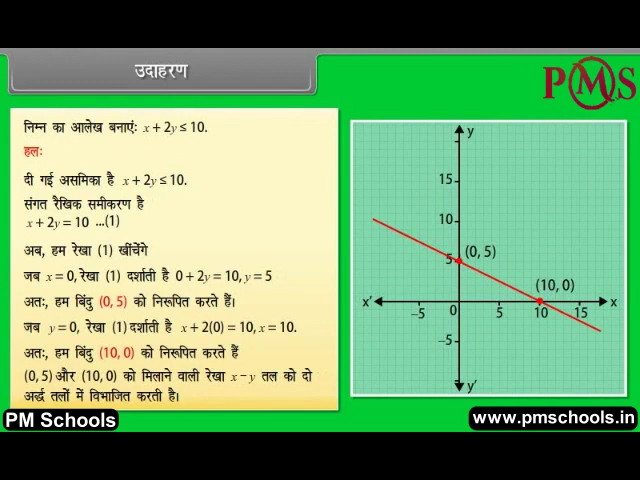 उदाहरण
PMS
निम्न का आलेख बनाएंः x + 2y ≤ 10.
हलः
दी गई असमिका है x + 2y ≤ 10.
संगत रैखिक समीकरण है
x + 2y = 10 ...(1)
अब, हम रेखा (1) खींचेंगे
जब x = 0, रेखा (1) दर्शाती है 0 + 2y = 10, y = 5
अतः, हम बिंदु (0, 5) को निरूपित करते हैं।
जब y = 0, रेखा (1) दर्शाती है x + 2(0) = 10, x = 10.
अतः, हम बिंदु (10, 0) को निरूपित करते हैं
(0, 5) और (10, 0) को मिलाने वाली रेखा x − y तल को दो
अर्द्ध तलों में विभाजित करती है।
y
15
10
5 (0, 5)
(10, 0)
x′ −5 0 5 10 15 x
−5
y′
PM Schools
www.pmschools.in